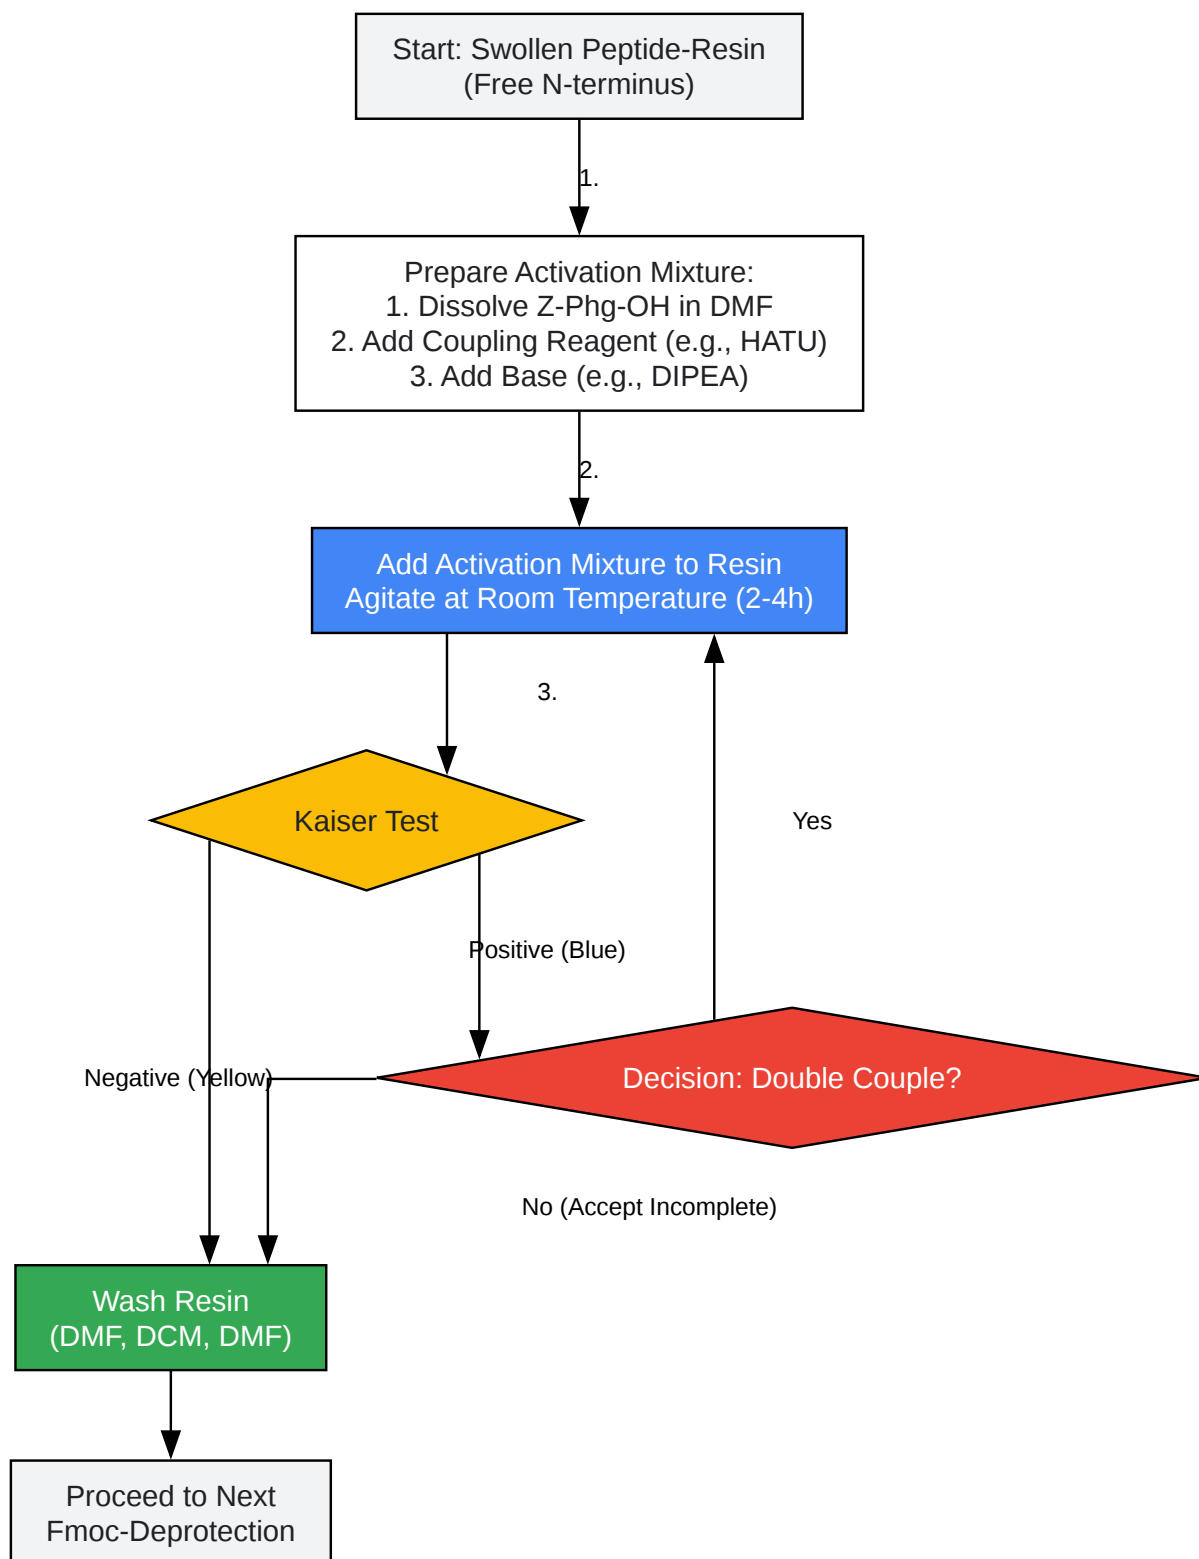 Start: Swollen Peptide-Resin
(Free N-terminus)
1.
Prepare Activation Mixture:
1. Dissolve Z-Phg-OH in DMF
2. Add Coupling Reagent (e.g., HATU)
3. Add Base (e.g., DIPEA)
2.
Add Activation Mixture to Resin
Agitate at Room Temperature (2-4h)
3.
Kaiser Test
Yes
Positive (Blue)
Negative (Yellow)
Decision: Double Couple?
No (Accept Incomplete)
Wash Resin
(DMF, DCM, DMF)
Proceed to Next
Fmoc-Deprotection